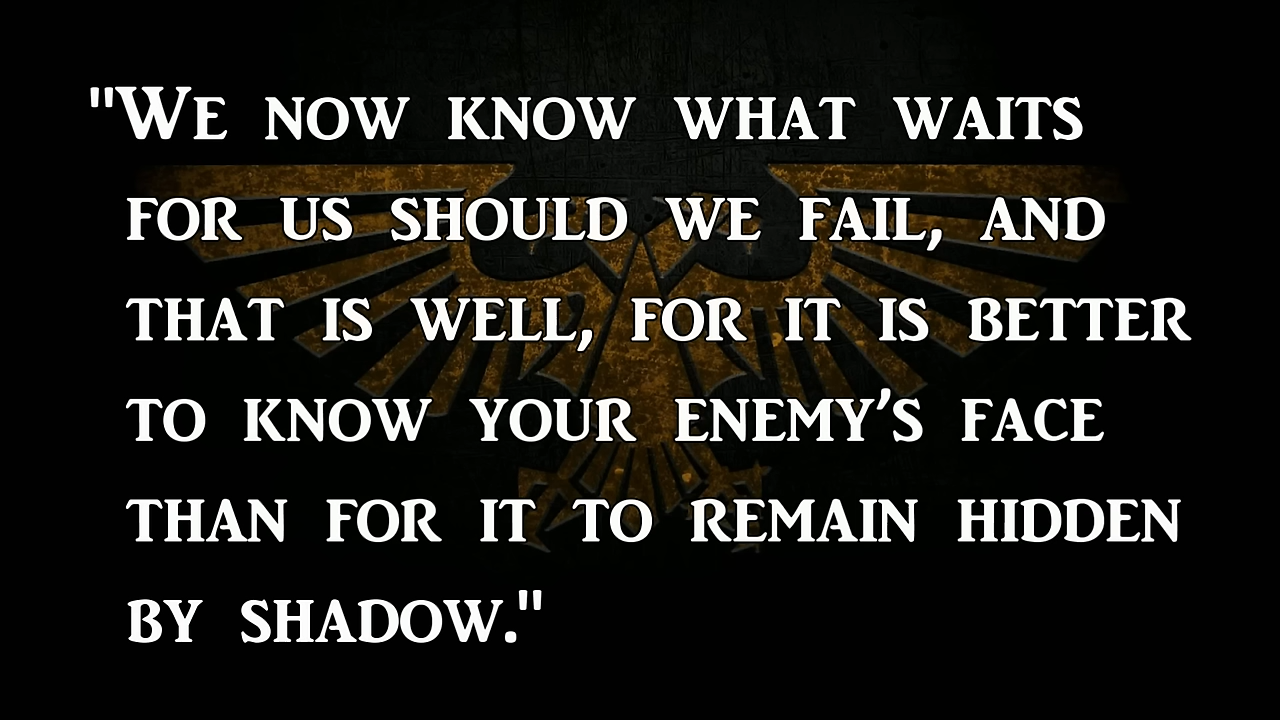 "We now know what waits
for us should we fail, and
that is well, for it is better
to know your enemy's face
than for it to remain hidden
by shadow."